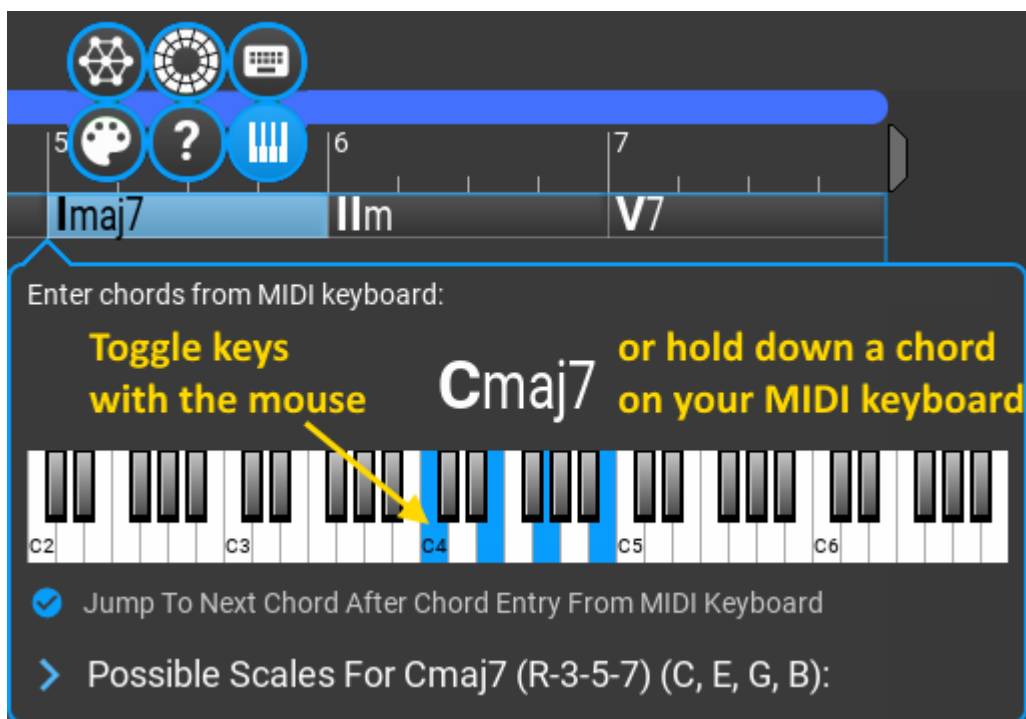 ?
5 6 7
Imaj7 IIm V7
Enter chords from MIDI keyboard:
Toggle keys
with the mouse
Cmaj7
or hold down a chord
on your MIDI keyboard
C2 C3 C4 C5 C6
Jump To Next Chord After Chord Entry From MIDI Keyboard
Possible Scales For Cmaj7 (R-3-5-7) (C, E, G, B):